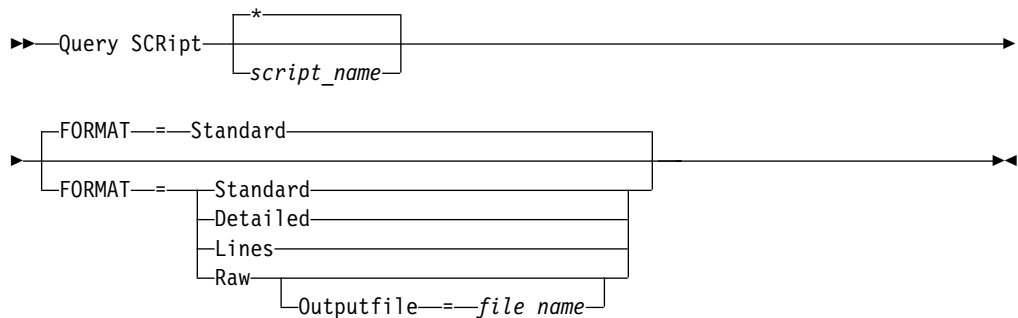 *
Query SCRipt
script_name
FORMAT = Standard
FORMAT = Standard
Detailed
Lines
Raw
Outputfile = file name